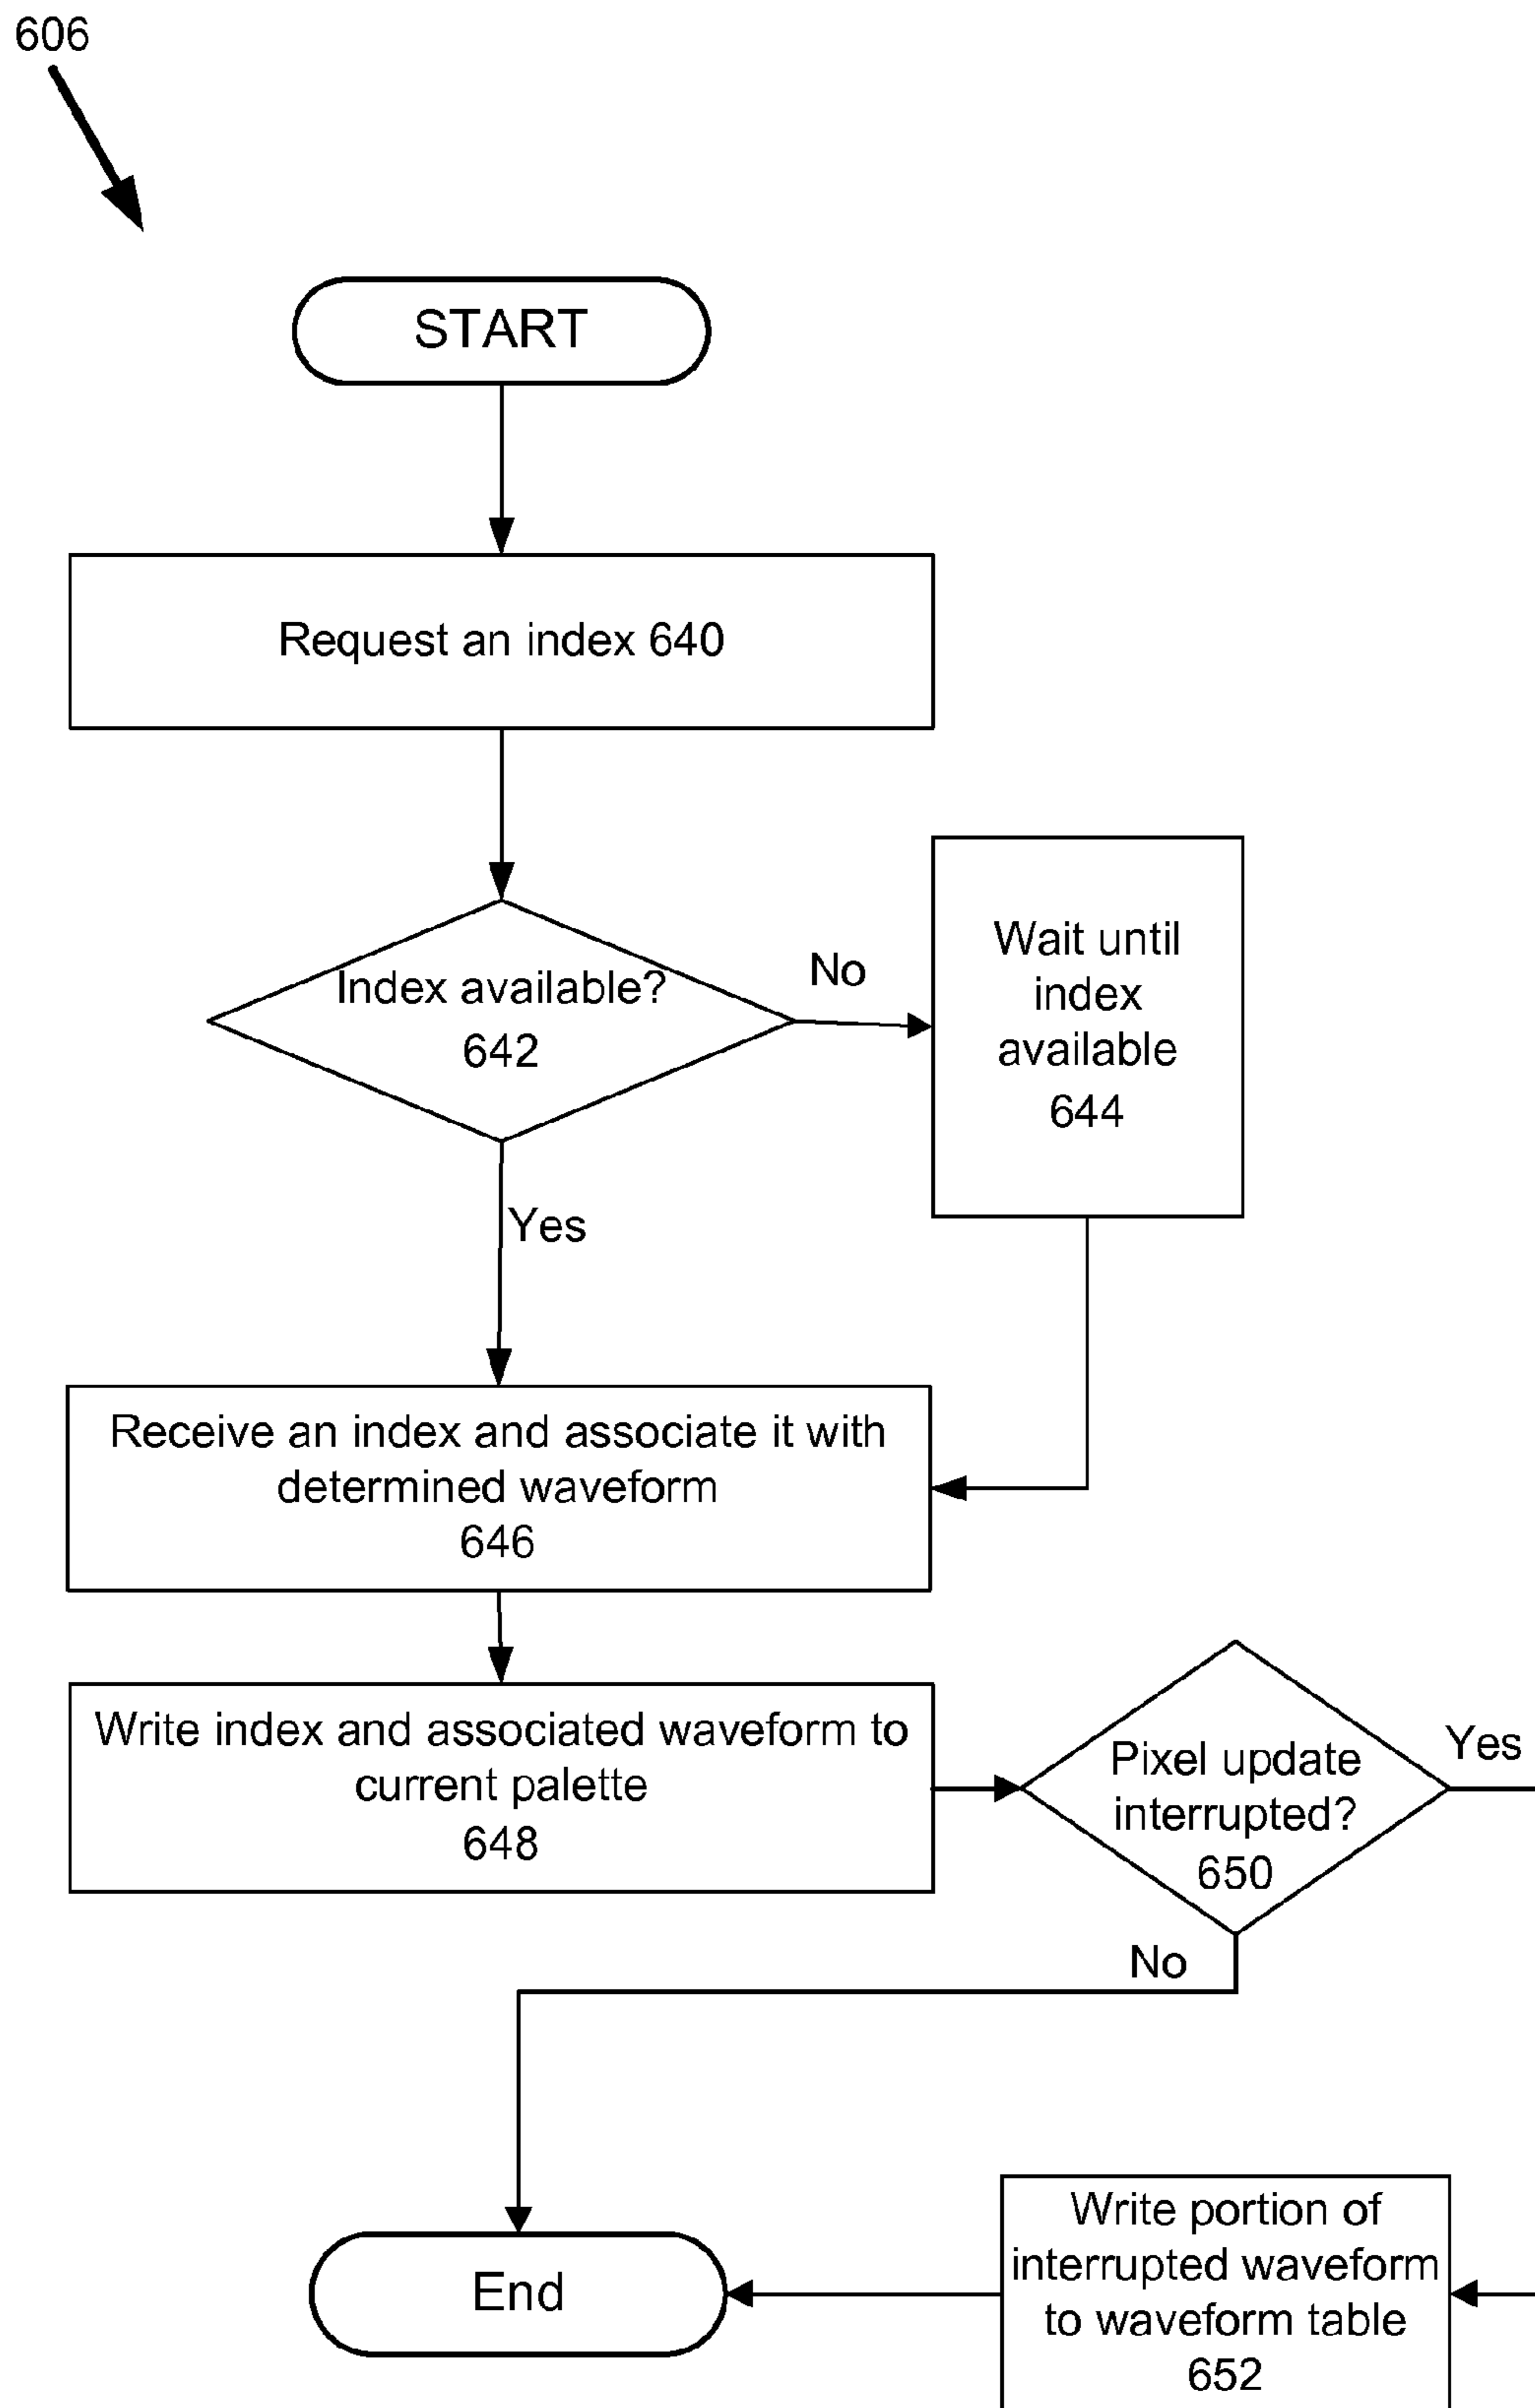 606
START
Request an index 640
Index available?
642
No
Wait until
index
available
644
Yes
Receive an index and associate it with
determined waveform
646
Write index and associated waveform to
current palette
648
Pixel update
interrupted?
650
Yes
No
End
Write portion of
interrupted waveform
to waveform table
652